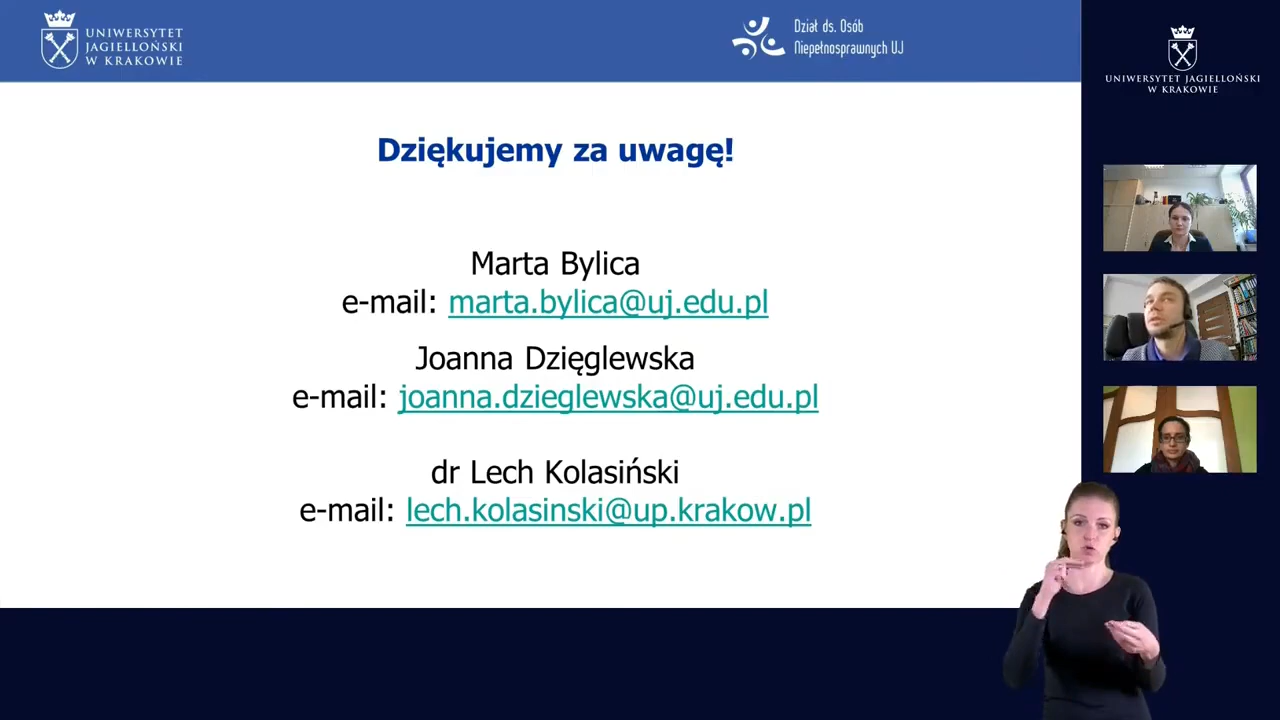 UNIWERSYTET
JAGIELLOŃSKI
W KRAKOWIE
Dział ds. Osób
Niepełnosprawnych UJ
UNIWERSYTET JAGIELLOŃSKI
W KRAKOWIE
Dziękujemy za uwagę!
Marta Bylica
e-mail: marta.bylica@uj.edu.pl
Joanna Dzięglewska
e-mail: joanna.dzieglewska@uj.edu.pl
dr Lech Kolasiński
e-mail: lech.kolasinski@up.krakow.pl